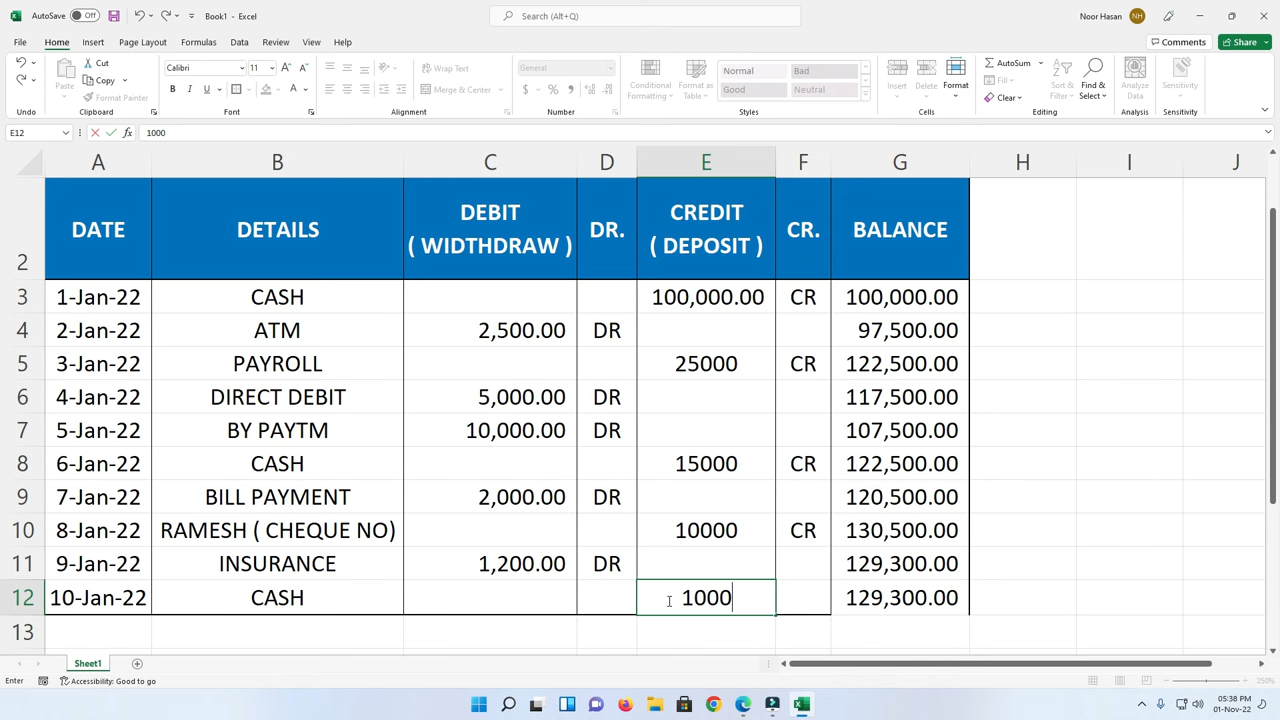 AutoSave Off Book1 - Excel Search (Alt+Q) Noor Hasan NH
File Home Insert Page Layout Formulas Data Review View Help Comments Share
Cut Calibri 11 A A Wrap Text General Normal Bad AutoSum
Paste Copy Conditional Formatting Format as Table Insert Delete Format Fill Sort & Filter Find & Select Analyze Data Sensitivity
Format Painter B I U A Merge & Center $ % Good Neutral Clear
Undo Clipboard Font Alignment Number Styles Cells Editing Analysis Sensitivity
E12 fx 1000
A B C D E F G H I J
2 DATE DETAILS DEBIT ( WIDTHDRAW ) DR. CREDIT ( DEPOSIT ) CR. BALANCE
3 1-Jan-22 CASH 100,000.00 CR 100,000.00
4 2-Jan-22 ATM 2,500.00 DR 97,500.00
5 3-Jan-22 PAYROLL 25000 CR 122,500.00
6 4-Jan-22 DIRECT DEBIT 5,000.00 DR 117,500.00
7 5-Jan-22 BY PAYTM 10,000.00 DR 107,500.00
8 6-Jan-22 CASH 15000 CR 122,500.00
9 7-Jan-22 BILL PAYMENT 2,000.00 DR 120,500.00
10 8-Jan-22 RAMESH ( CHEQUE NO) 10000 CR 130,500.00
11 9-Jan-22 INSURANCE 1,200.00 DR 129,300.00
12 10-Jan-22 CASH 1000 129,300.00
13
Sheet1
Enter Accessibility: Good to go 250%
05:38 PM
01-Nov-22